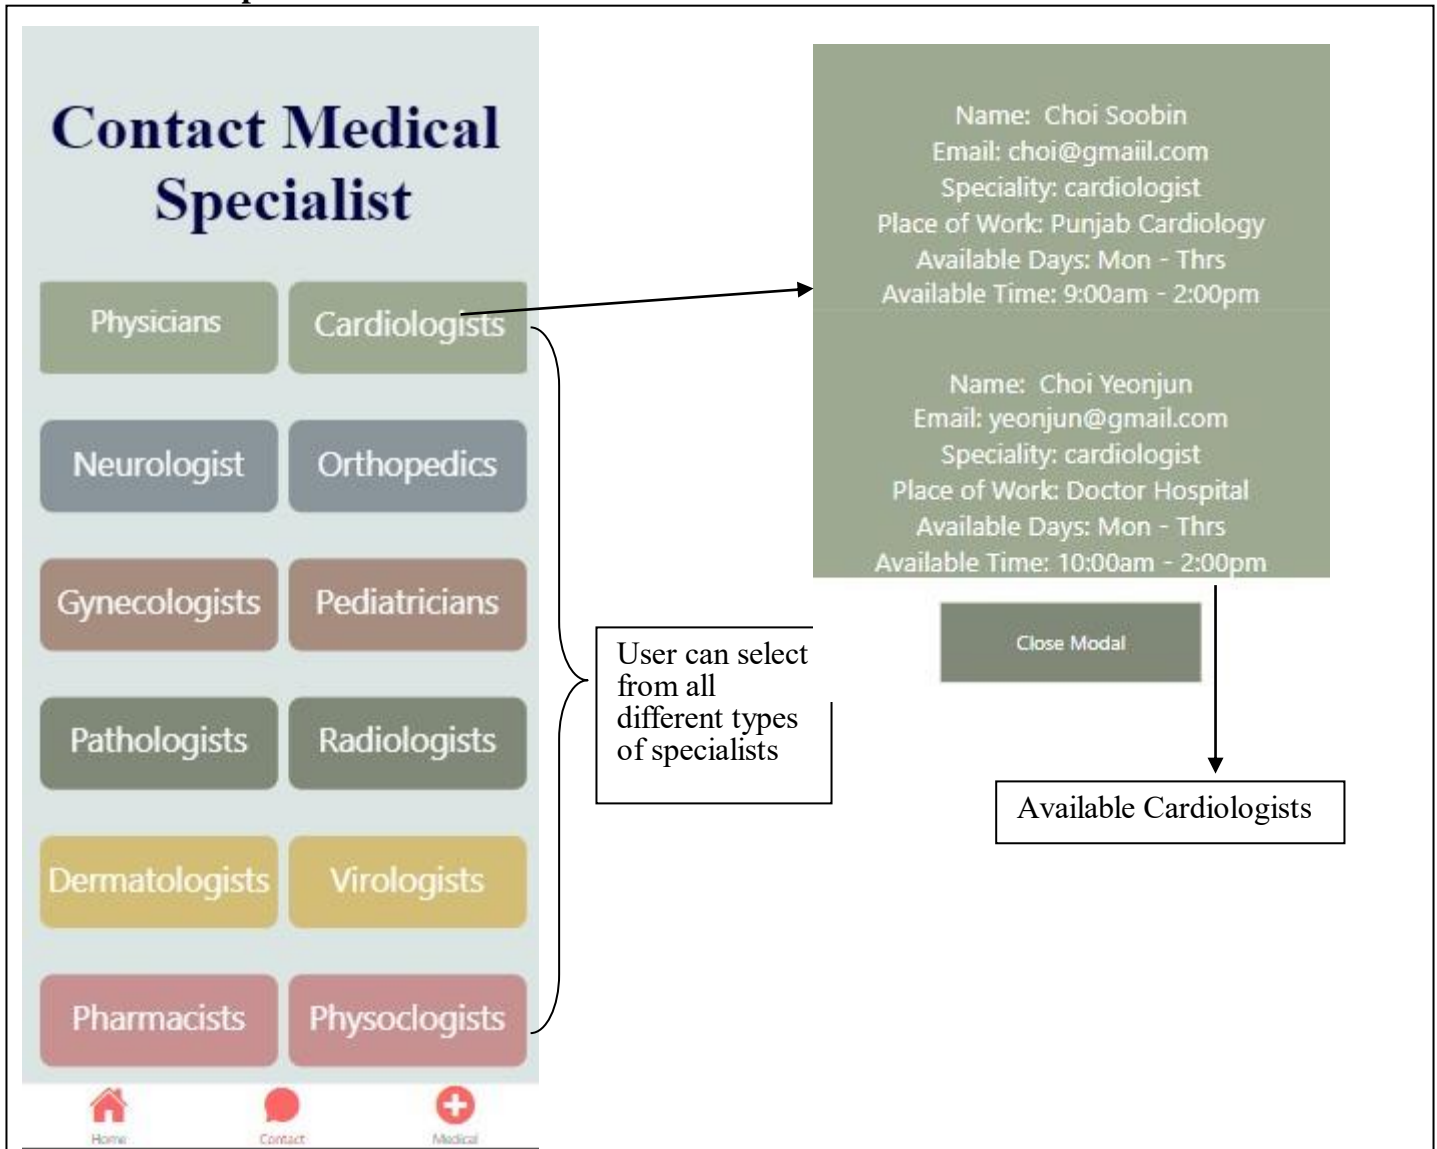 Contact Medical
Specialist
Physicians
Cardiologists
Neurologist
Orthopedics
Gynecologists
Pediatricians
Pathologists
Radiologists
Dermatologists
Virologists
Pharmacists
Physoclogists
Home
Contact
Medical
User can select
from all
different types
of specialists
Name: Choi Soobin
Email: choi@gmaiil.com
Speciality: cardiologist
Place of Work: Punjab Cardiology
Available Days: Mon - Thrs
Available Time: 9:00am - 2:00pm
Name: Choi Yeonjun
Email: yeonjun@gmail.com
Speciality: cardiologist
Place of Work: Doctor Hospital
Available Days: Mon - Thrs
Available Time: 10:00am - 2:00pm
Close Modal
Available Cardiologists